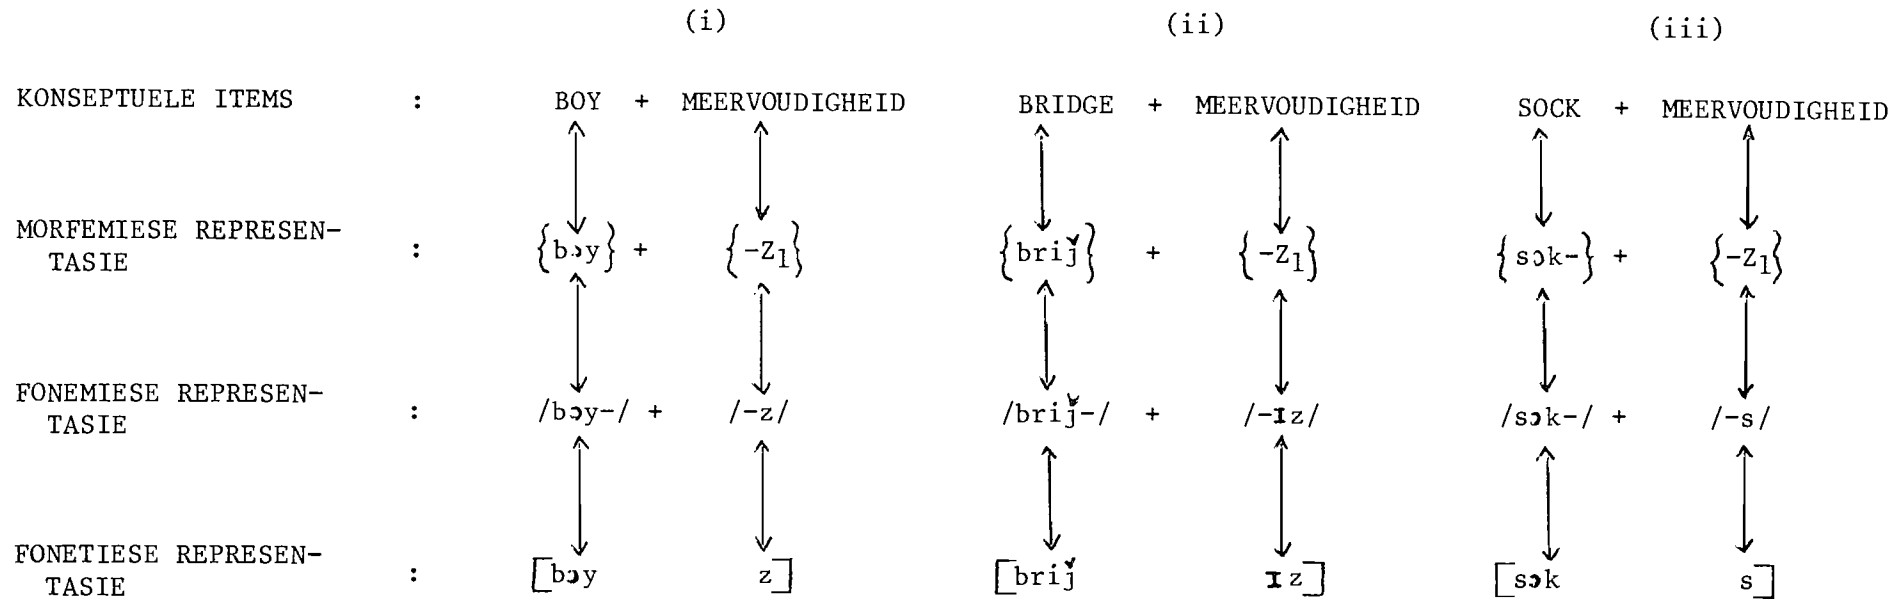 (i) (ii) (iii)
KONSEPTUELE ITEMS : BOY + MEERVOUDIGHEID BRIDGE + MEERVOUDIGHEID SOCK + MEERVOUDIGHEID
MORFEMIESE REPRESEN-
TASIE : {bɔy} + {-Z₁} {briǰ} + {-Z₁} {sɔk-} + {-Z₁}
FONEMIESE REPRESEN-
TASIE : /bɔy-/ + /-z/ /briǰ-/ + /-ɪz/ /sɔk-/ + /-s/
FONETIESE REPRESEN-
TASIE : [bɔy z] [briǰ ɪz] [sɔk s]